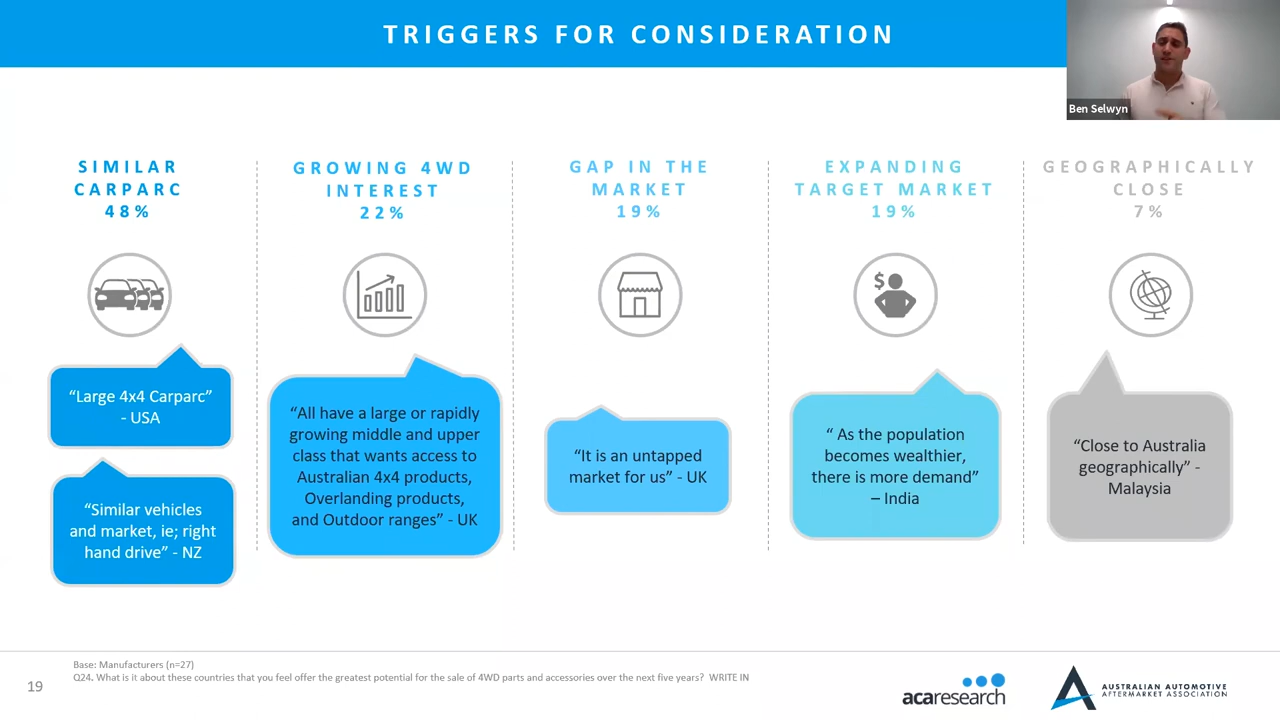 TRIGGERS FOR CONSIDERATION
Ben Selwyn
SIMILAR
CARPARC
48%
GROWING 4WD
INTEREST
22%
GAP IN THE
MARKET
19%
EXPANDING
TARGET MARKET
19%
GEOGRAPHICALLY
CLOSE
7%
$
“Large 4x4 Carparc”
- USA
“Similar vehicles
and market, ie; right
hand drive” - NZ
“All have a large or rapidly
growing middle and upper
class that wants access to
Australian 4x4 products,
Overlanding products,
and Outdoor ranges” - UK
“It is an untapped
market for us” - UK
“ As the population
becomes wealthier,
there is more demand”
– India
“Close to Australia
geographically” -
Malaysia
Base: Manufacturers (n=27)
Q24. What is it about these countries that you feel offer the greatest potential for the sale of 4WD parts and accessories over the next five years?  WRITE IN
19
acaresearch
AUSTRALIAN AUTOMOTIVE
AFTERMARKET ASSOCIATION